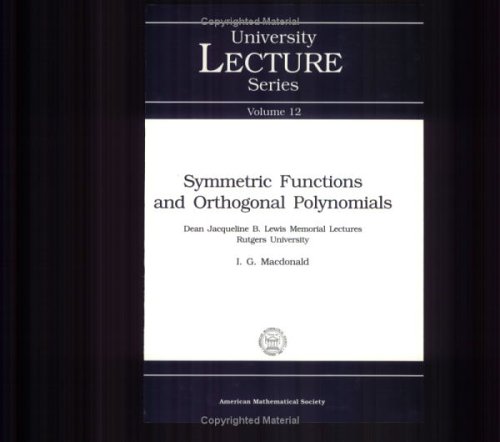 Copyrighted Material
University
LECTURE
Series
Volume 12
Symmetric Functions
and Orthogonal Polynomials
Dean Jacqueline B. Lewis Memorial Lectures
Rutgers University
I. G. Macdonald
American Mathematical Society
Copyrighted Material